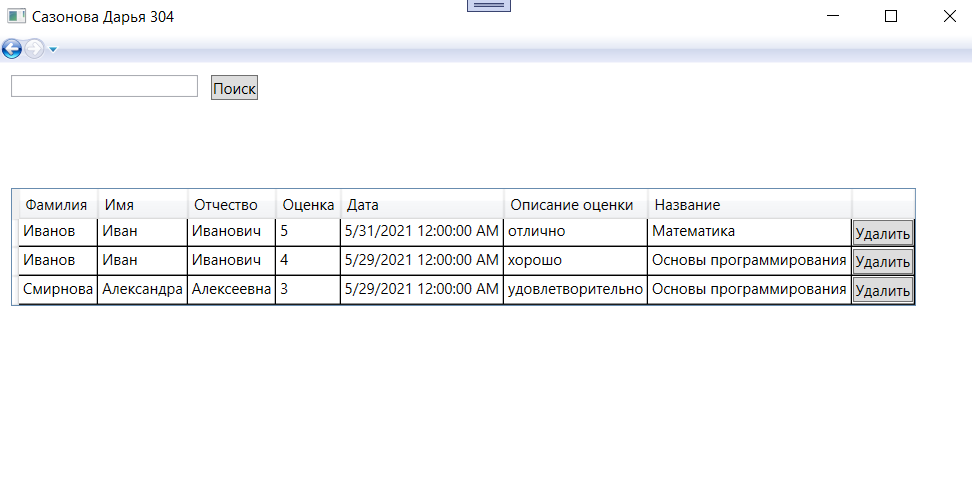 Сазонова Дарья 304
Поиск
Фамилия Имя Отчество Оценка Дата Описание оценки Название
Иванов Иван Иванович 5 5/31/2021 12:00:00 AM отлично Математика Удалить
Иванов Иван Иванович 4 5/29/2021 12:00:00 AM хорошо Основы программирования Удалить
Смирнова Александра Алексеевна 3 5/29/2021 12:00:00 AM удовлетворительно Основы программирования Удалить